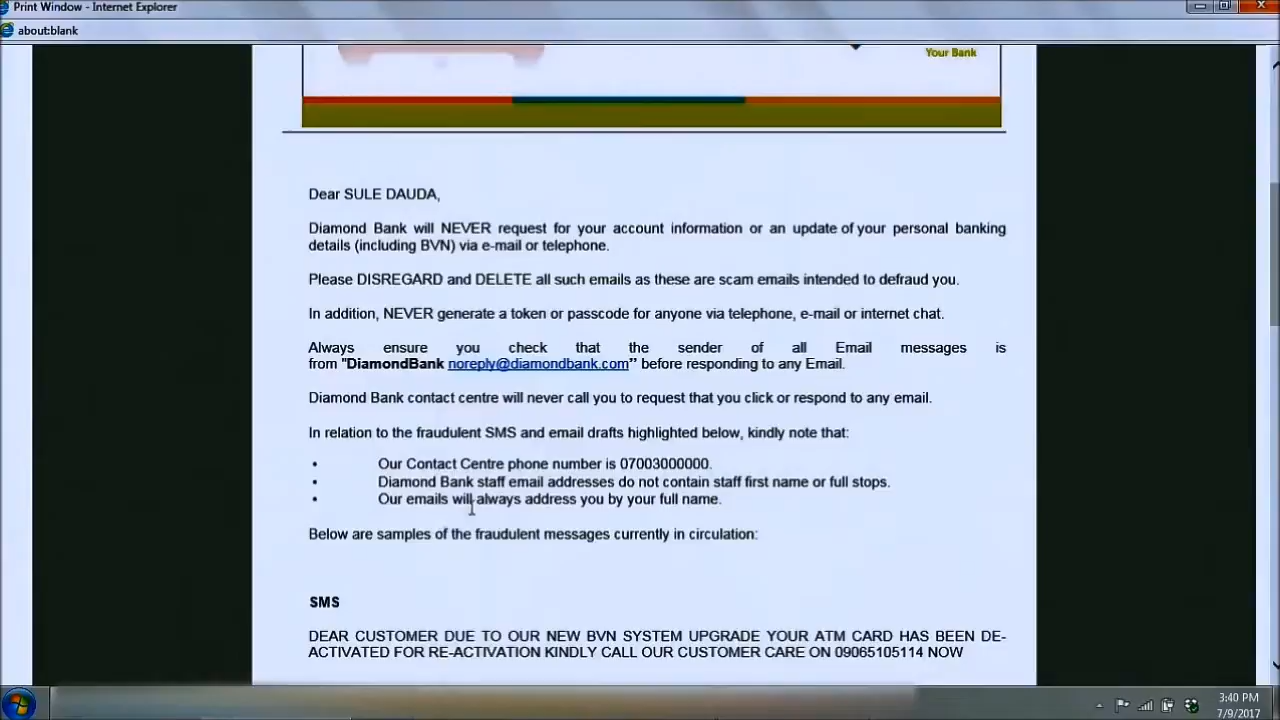 Print Window - Internet Explorer
about:blank
Your Bank
Dear SULE DAUDA,
Diamond Bank will NEVER request for your account information or an update of your personal banking
details (including BVN) via e-mail or telephone.
Please DISREGARD and DELETE all such emails as these are scam emails intended to defraud you.
In addition, NEVER generate a token or passcode for anyone via telephone, e-mail or internet chat.
Always ensure you check that the sender of all Email messages is
from "DiamondBank noreply@diamondbank.com” before responding to any Email.
Diamond Bank contact centre will never call you to request that you click or respond to any email.
In relation to the fraudulent SMS and email drafts highlighted below, kindly note that:
• Our Contact Centre phone number is 07003000000.
• Diamond Bank staff email addresses do not contain staff first name or full stops.
• Our emails will always address you by your full name.
Below are samples of the fraudulent messages currently in circulation:
SMS
DEAR CUSTOMER DUE TO OUR NEW BVN SYSTEM UPGRADE YOUR ATM CARD HAS BEEN DE-
ACTIVATED FOR RE-ACTIVATION KINDLY CALL OUR CUSTOMER CARE ON 09065105114 NOW
3:40 PM
7/9/2017